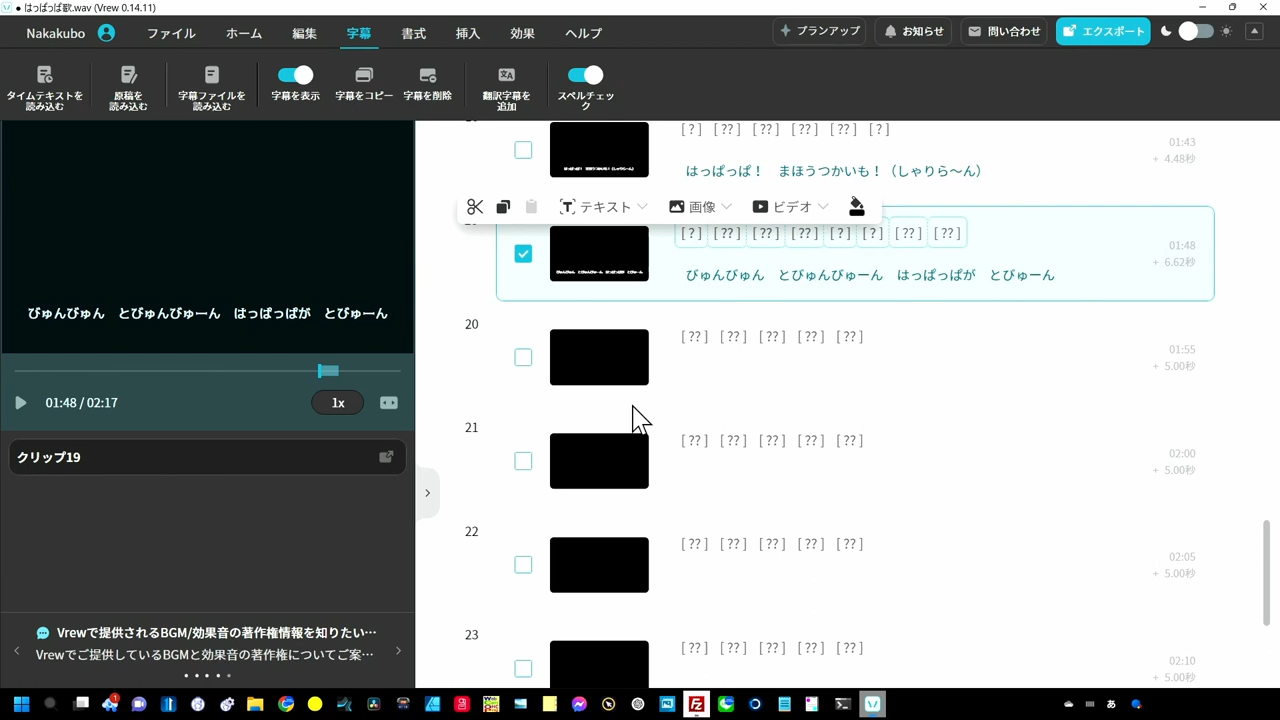 ● はっぱっぱ歌.wav (Vrew 0.14.11)
Nakakubo ファイル ホーム 編集 字幕 書式 挿入 効果 ヘルプ プランアップ お知らせ 問い合わせ エクスポート
タイムテキストを読み込む 原稿を読み込む 字幕ファイルを読み込む 字幕を表示 字幕をコピー 字幕を削除 翻訳字幕を追加 スペルチェック
びゅんびゅん とびゅんびゅーん はっぱっぱが とびゅーん
01:48 / 02:17 1x
クリップ19
Vrewで提供されるBGM/効果音の著作権情報を知りたい…
Vrewでご提供しているBGMと効果音の著作権についてご案…
[ ? ] [ ?? ] [ ?? ] [ ?? ] [ ?? ] [ ? ]
01:43
+ 4.48秒
はっぱっぱ！ まほうつかいも！（しゃりら～ん）
テキスト 画像 ビデオ
[ ? ] [ ?? ] [ ?? ] [ ?? ] [ ? ] [ ? ] [ ?? ] [ ?? ]
01:48
+ 6.62秒
びゅんびゅん とびゅんびゅーん はっぱっぱが とびゅーん
20
[ ?? ] [ ?? ] [ ?? ] [ ?? ] [ ?? ]
01:55
+ 5.00秒
21
[ ?? ] [ ?? ] [ ?? ] [ ?? ] [ ?? ]
02:00
+ 5.00秒
22
[ ?? ] [ ?? ] [ ?? ] [ ?? ] [ ?? ]
02:05
+ 5.00秒
23
[ ?? ] [ ?? ] [ ?? ] [ ?? ] [ ?? ]
02:10
+ 5.00秒
あ